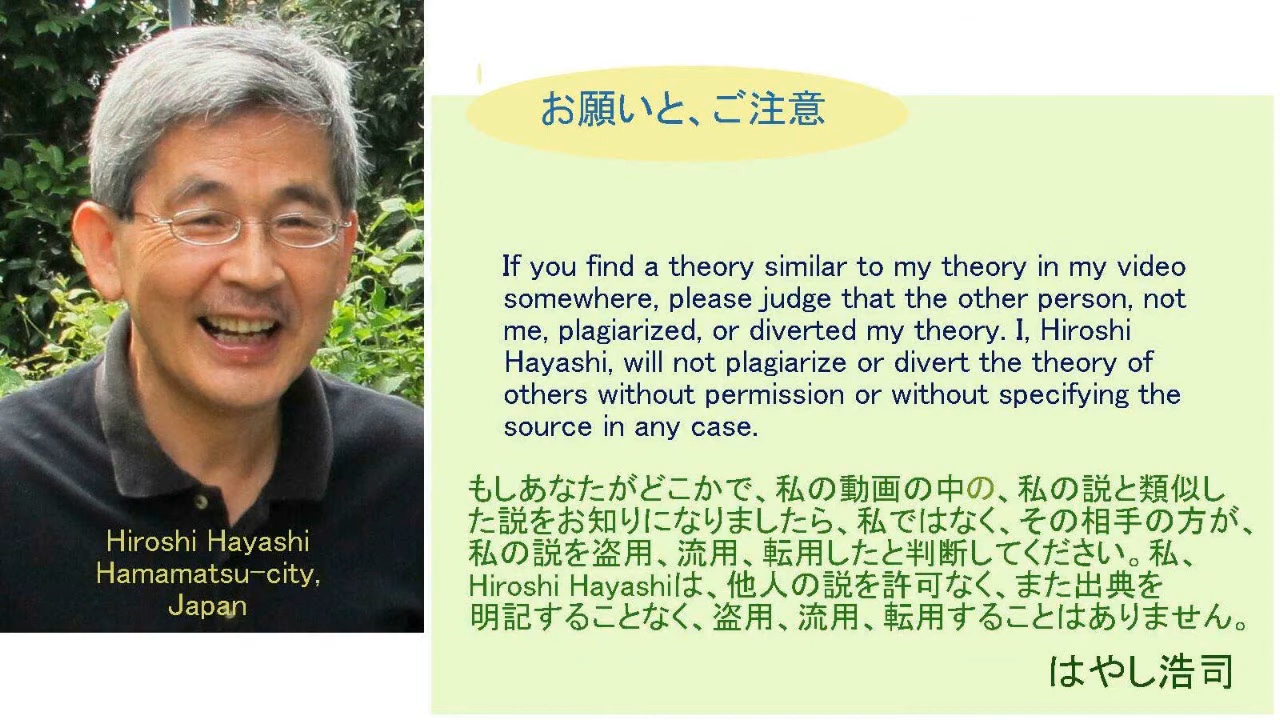 お願いと、ご注意
If you find a theory similar to my theory in my video
somewhere, please judge that the other person, not
me, plagiarized, or diverted my theory. I, Hiroshi
Hayashi, will not plagiarize or divert the theory of
others without permission or without specifying the
source in any case.
もしあなたがどこかで、私の動画の中の、私の説と類似し
た説をお知りになりましたら、私ではなく、その相手の方が、
私の説を盗用、流用、転用したと判断してください。私、
Hiroshi Hayashiは、他人の説を許可なく、また出典を
明記することなく、盗用、流用、転用することはありません。
はやし浩司
Hiroshi Hayashi
Hamamatsu-city,
Japan